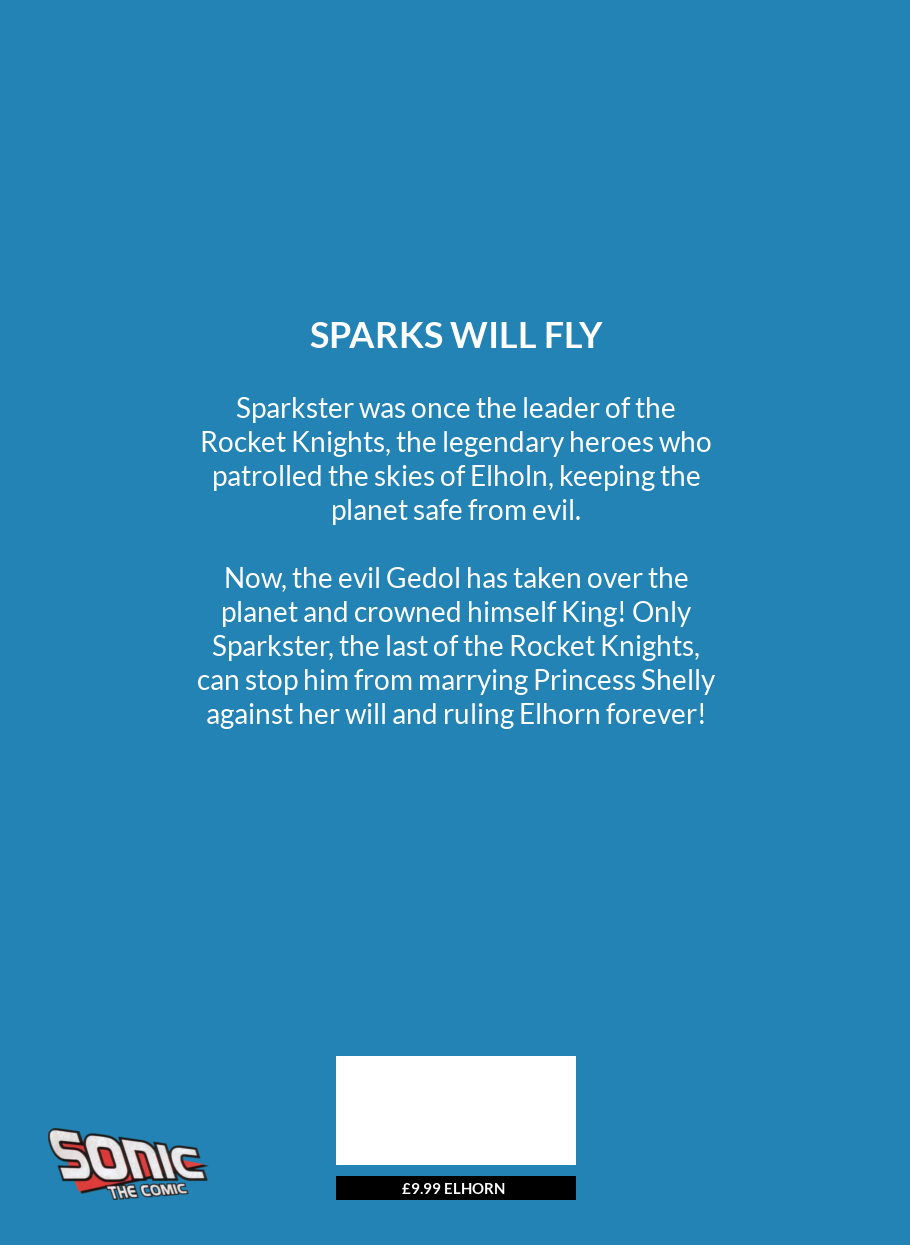 SPARKS WILL FLY
Sparkster was once the leader of the
Rocket Knights, the legendary heroes who
patrolled the skies of Elholn, keeping the
planet safe from evil.
Now, the evil Gedol has taken over the
planet and crowned himself King! Only
Sparkster, the last of the Rocket Knights,
can stop him from marrying Princess Shelly
against her will and ruling Elhorn forever!
SONIC
THE COMIC
£9.99 ELHORN